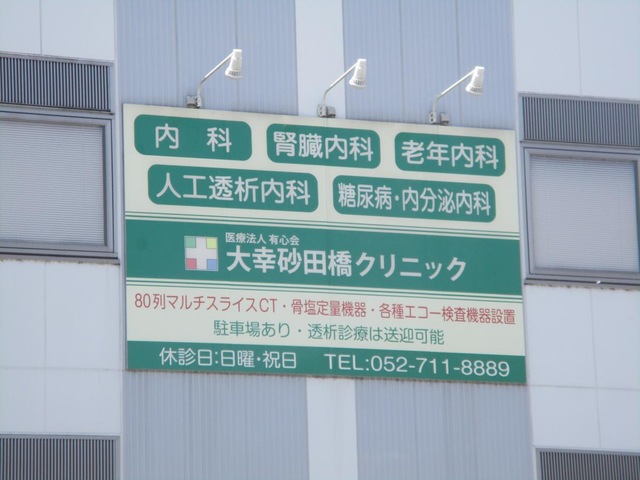 内科 腎臓内科 老年内科
人工透析内科 糖尿病・内分泌内科
医療法人 有心会
大幸砂田橋クリニック
80列マルチスライスCT・骨塩定量機器・各種エコー検査機器設置
駐車場あり・透析診療は送迎可能
休診日:日曜・祝日 TEL:052-711-8889